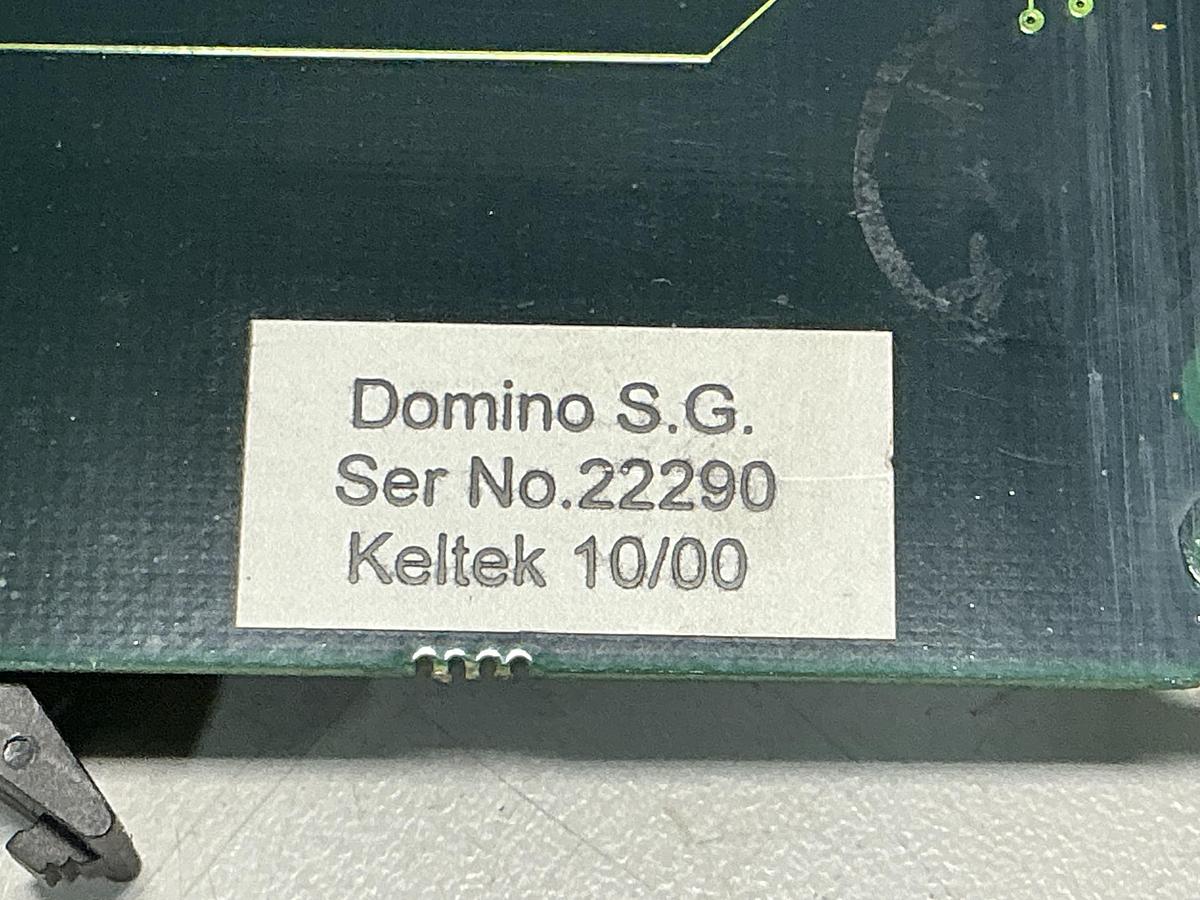 Domino S.G.
Ser No.22290
Keltek 10/00